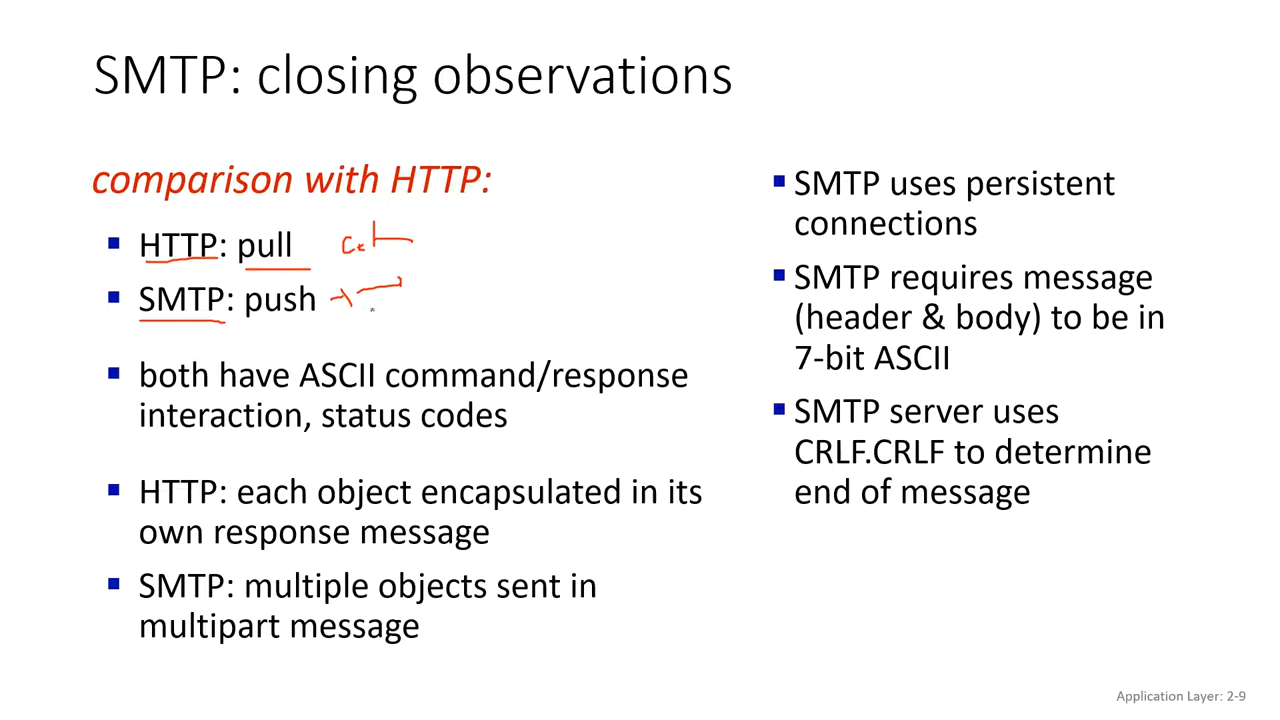 SMTP: closing observations
comparison with HTTP:
▪ HTTP: pull
▪ SMTP: push
▪ both have ASCII command/response
interaction, status codes
▪ HTTP: each object encapsulated in its
own response message
▪ SMTP: multiple objects sent in
multipart message
▪ SMTP uses persistent
connections
▪ SMTP requires message
(header & body) to be in
7-bit ASCII
▪ SMTP server uses
CRLF.CRLF to determine
end of message
Application Layer: 2-9